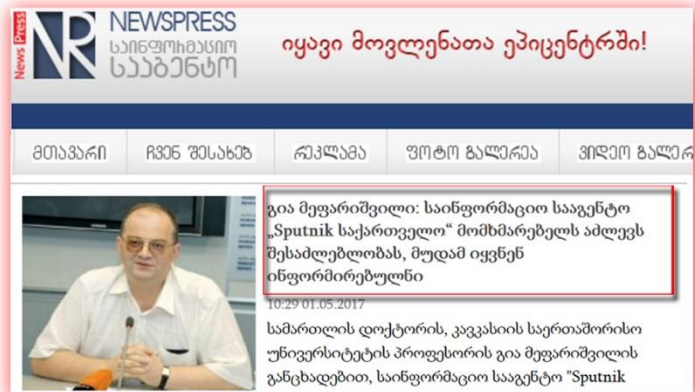 News Press
NEWSPRESS
ᲡᲐᲘᲜᲤᲝᲠᲛᲐᲪᲘᲝ
ᲡᲐᲐᲒᲔᲜᲢᲝ
იყავი მოვლენათა ეპიცენტრში!
ᲛᲗᲐᲕᲐᲠᲘ ᲩᲕᲔᲜ ᲨᲔᲡᲐᲮᲔᲑ ᲠᲔᲙᲚᲐᲛᲐ ᲤᲝᲢᲝ ᲒᲐᲚᲔᲠᲔᲐ ᲕᲘᲓᲔᲝ ᲒᲐᲚᲔᲠ
გია მეფარიშვილი: საინფორმაციო სააგენტო
„Sputnik საქართველო“ მომხმარებელს აძლევს
შესაძლებლობას, მუდამ იყვნენ
ინფორმირებულნი
10:29 01.05.2017
სამართლის დოქტორის, კავკასიის საერთაშორისო
უნივერსიტეტის პროფესორის გია მეფარიშვილის
განცხადებით, საინფორმაციო სააგენტო "Sputnik